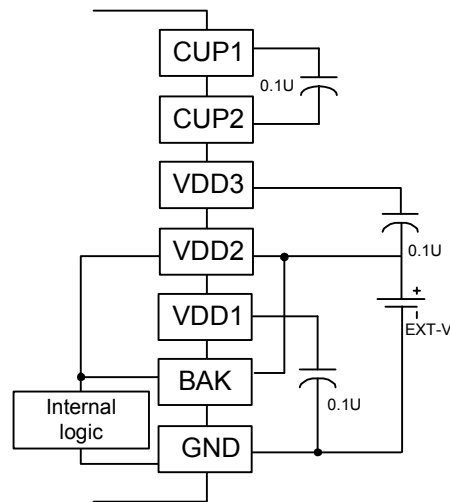 CUP1
0.1U
CUP2
VDD3
0.1U
VDD2
+
-
EXT-V
VDD1
BAK
0.1U
Internal
logic
GND